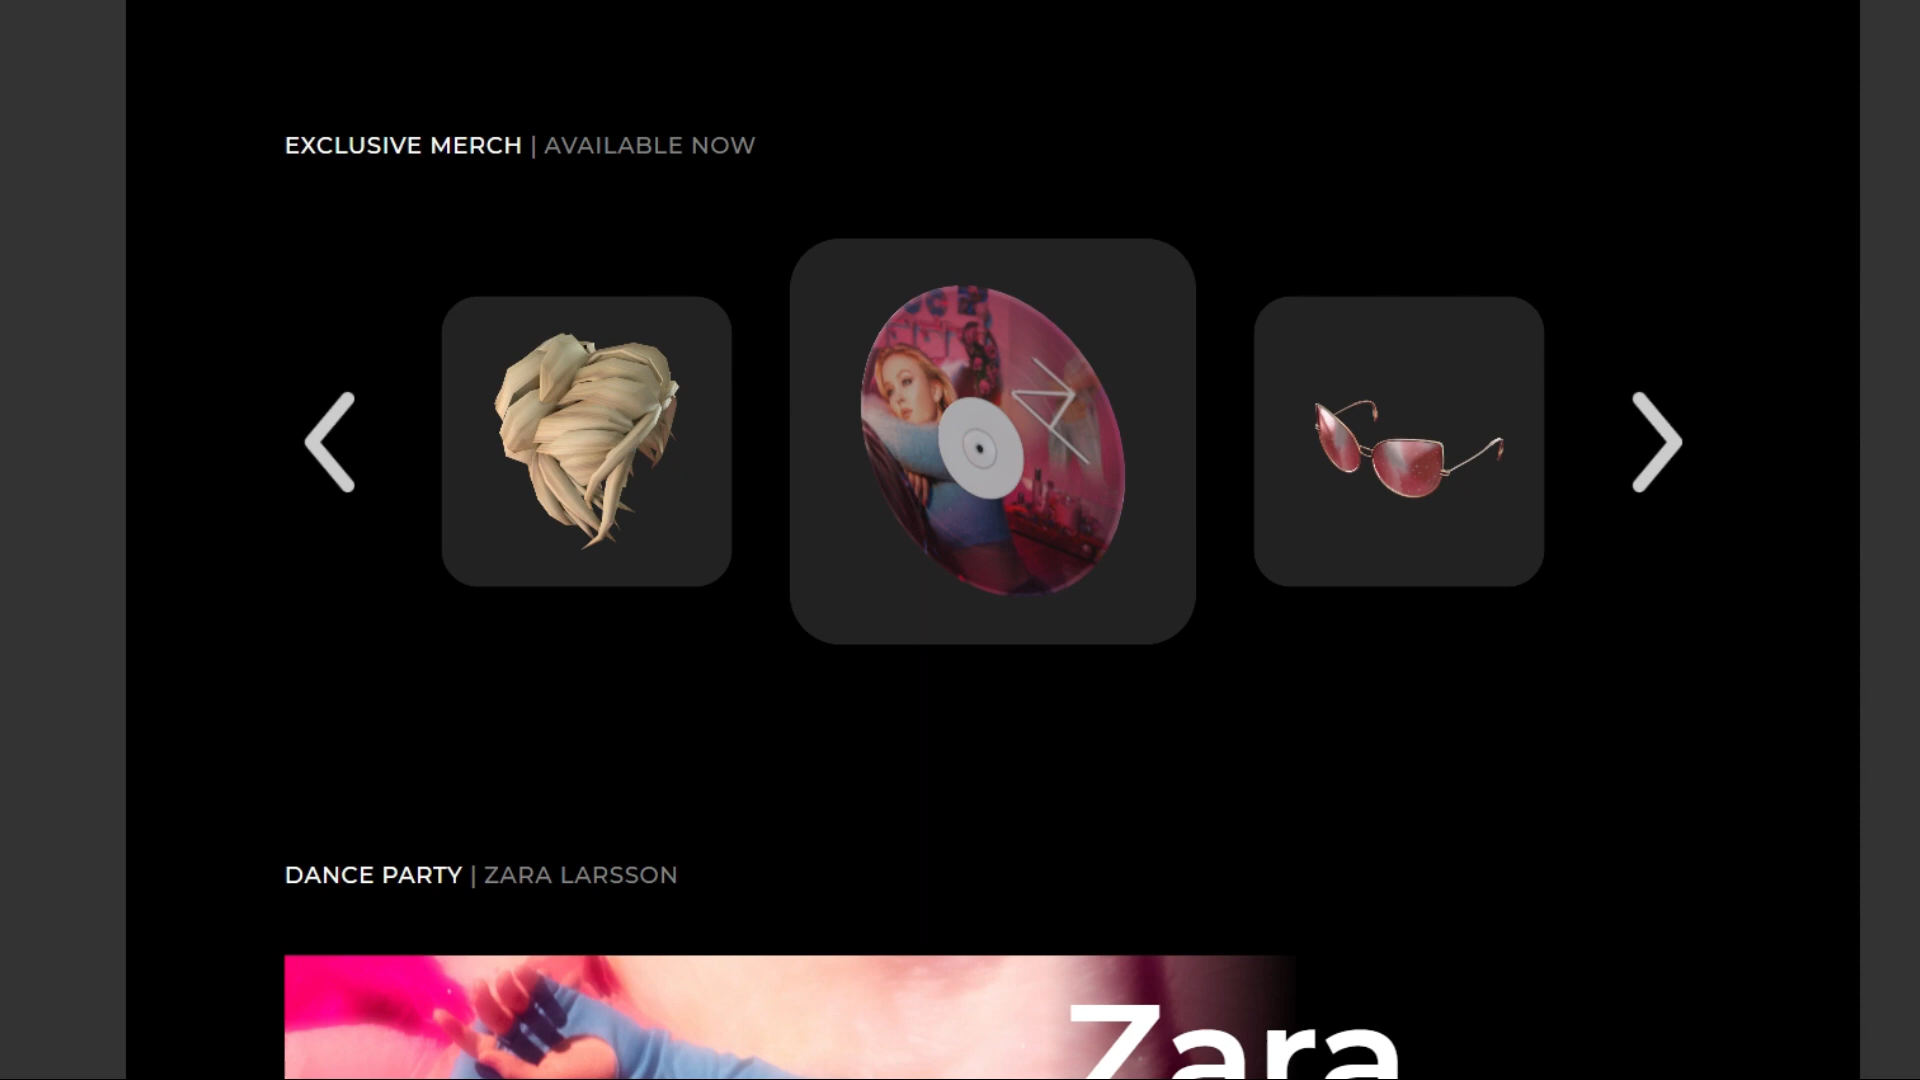 EXCLUSIVE MERCH | AVAILABLE NOW
DANCE PARTY | ZARA LARSSON
Zara